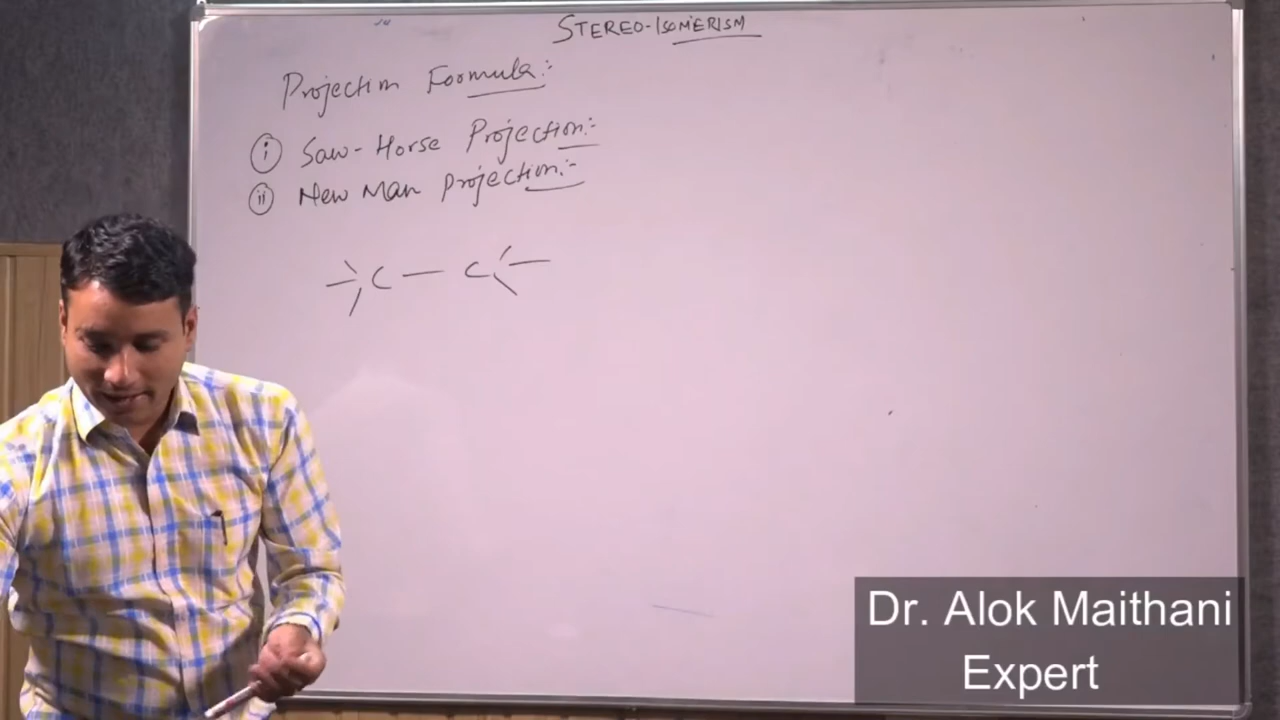 STEREO-ISOMERISM
Projection Formula:-
(i) Saw-Horse Projection:-
(ii) New Man Projection:-
C — C
Dr. Alok Maithani
Expert